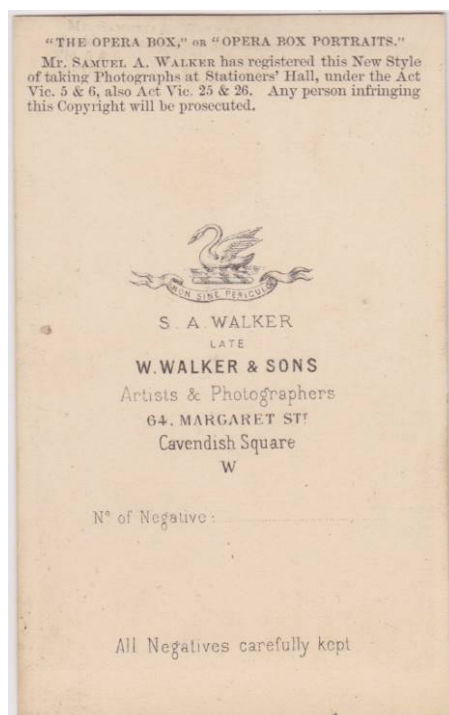 “THE OPERA BOX,” OR “OPERA BOX PORTRAITS.”
MR. SAMUEL A. WALKER has registered this New Style
of taking Photographs at Stationers’ Hall, under the Act
Vic. 5 & 6, also Act Vic. 25 & 26. Any person infringing
this Copyright will be prosecuted.
NON SINE PERICULO
S. A. WALKER
LATE
W. WALKER & SONS
Artists & Photographers
64, MARGARET STT
Cavendish Square
W
No of Negative:
All Negatives carefully kept